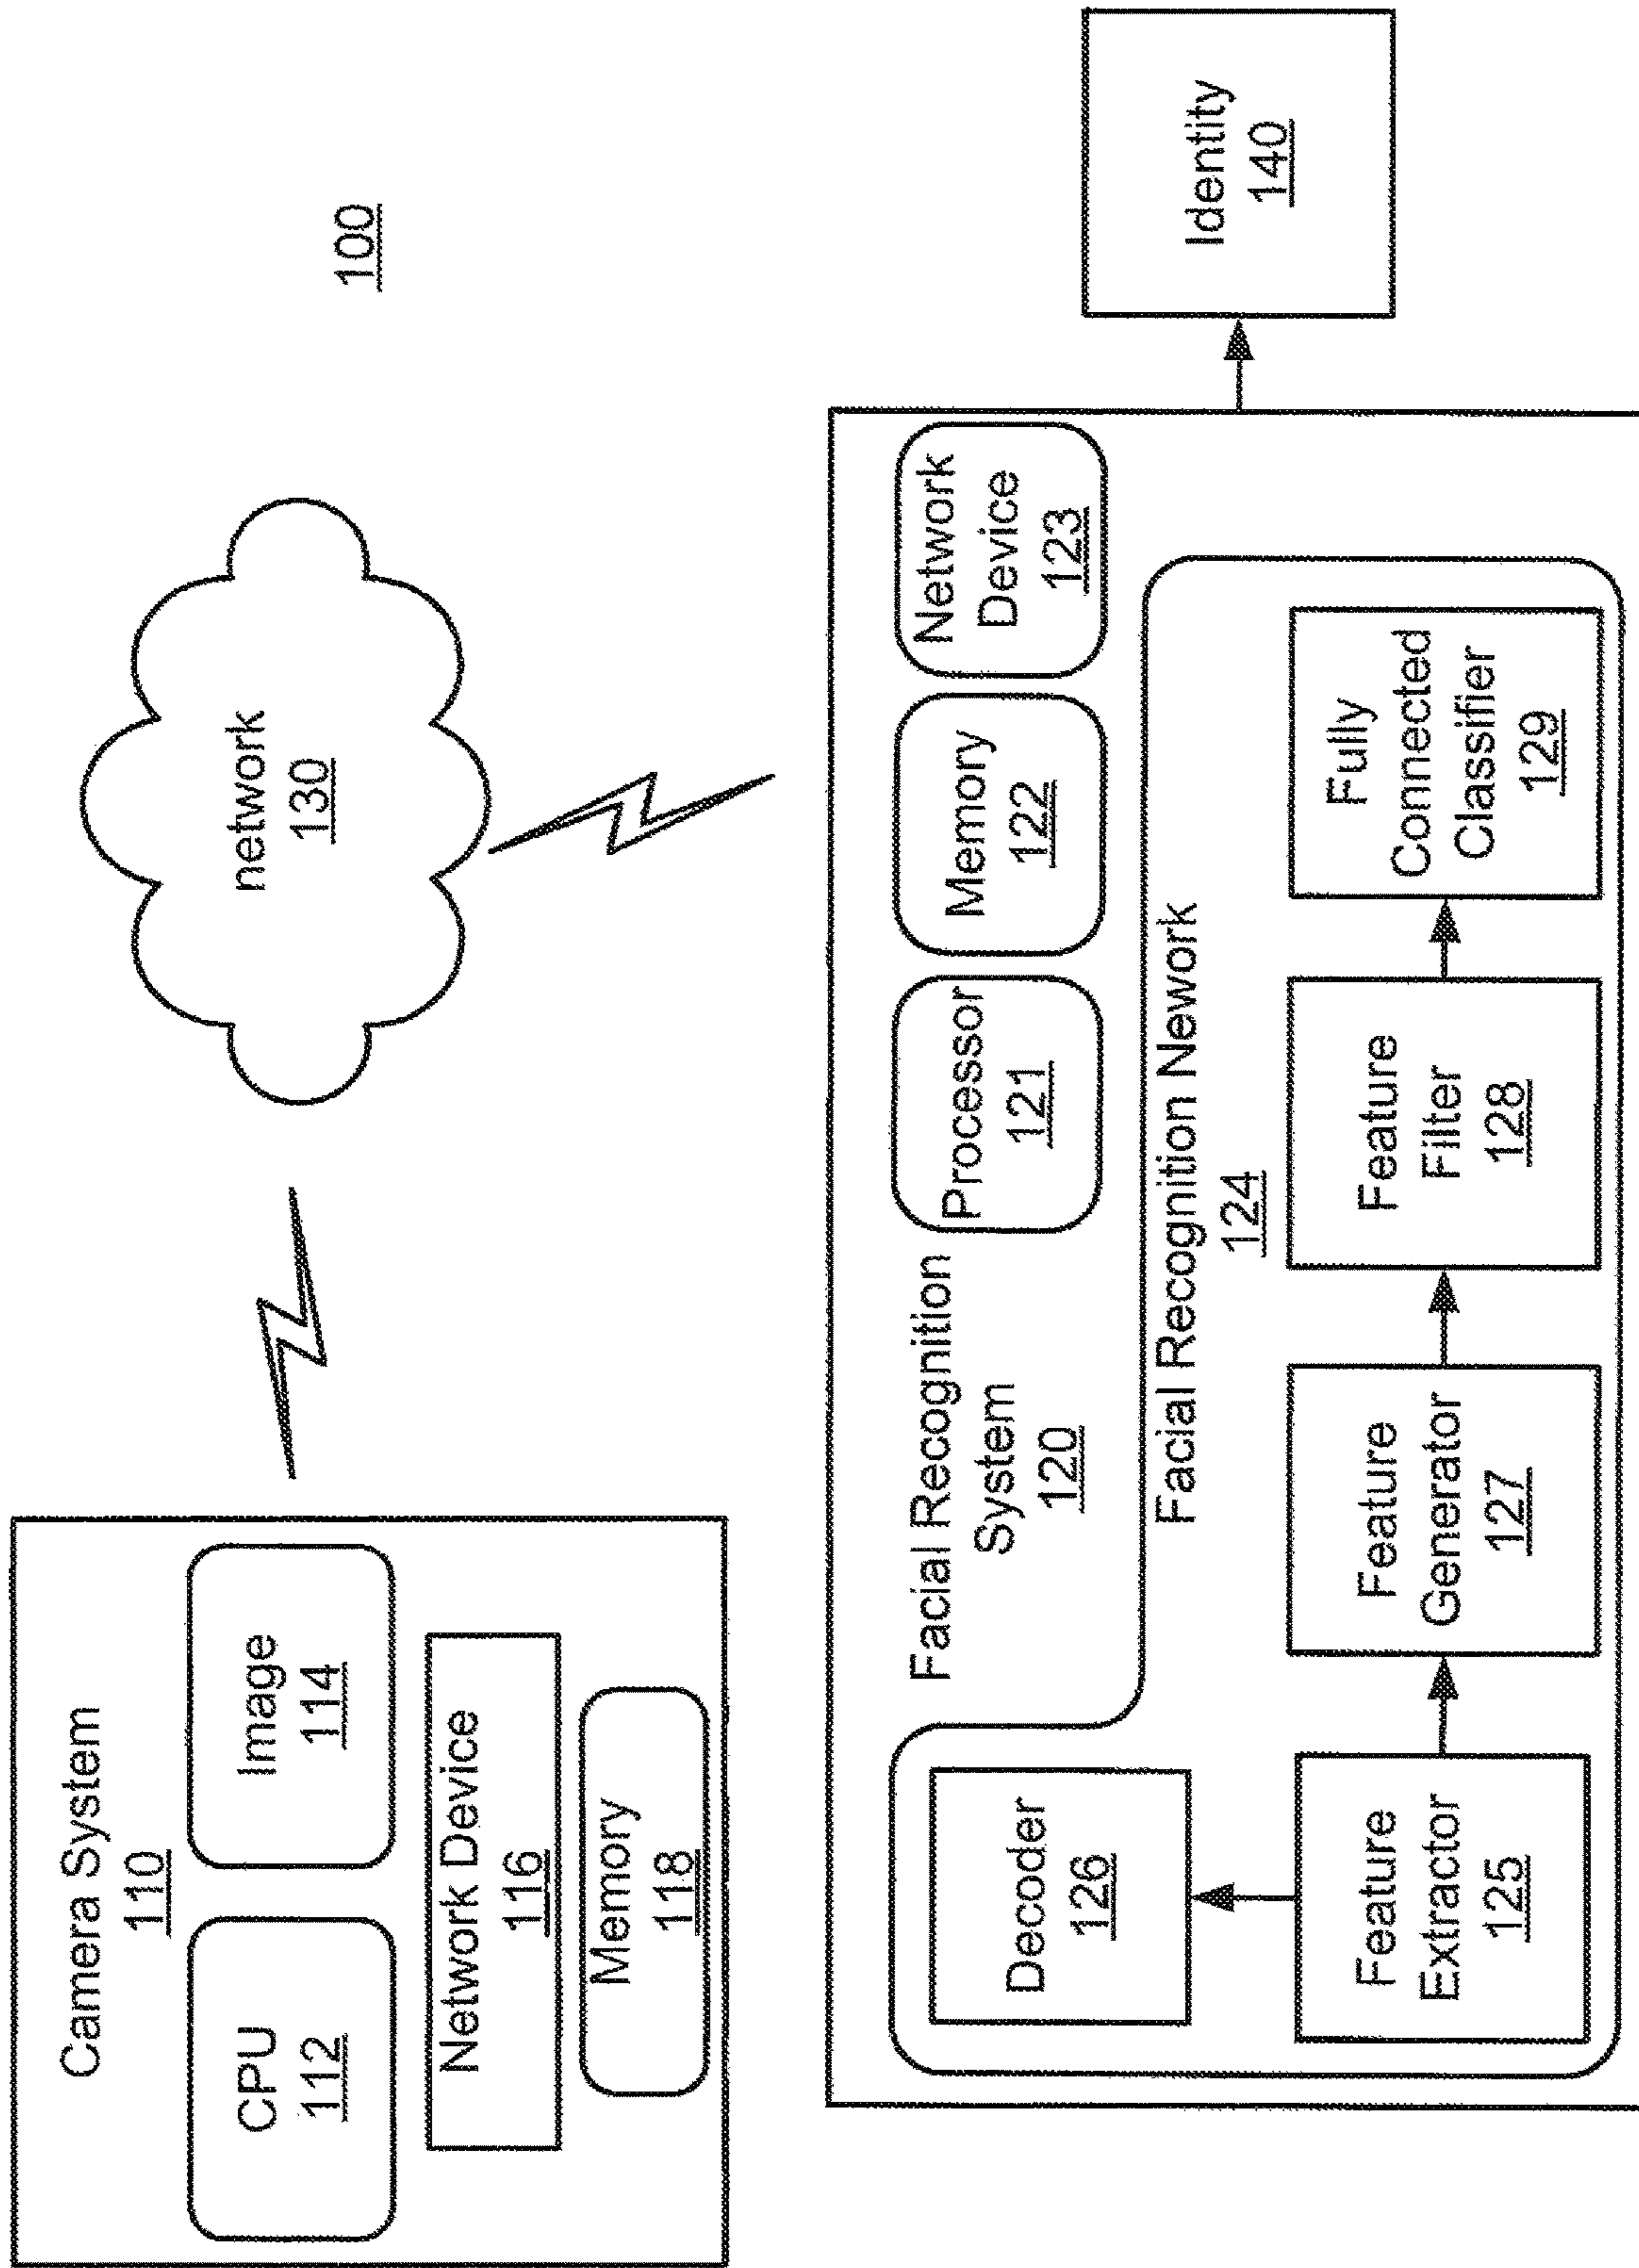 100
Camera System
110
CPU
112
Image
114
Network Device
116
Memory
118
network
130
Facial Recognition
System
120
Processor
121
Memory
122
Network
Device
123
Facial Recognition Nework
124
Decoder
126
Feature
Extractor
125
Feature
Generator
127
Feature
Filter
128
Fully
Connected
Classifier
129
Identity
140